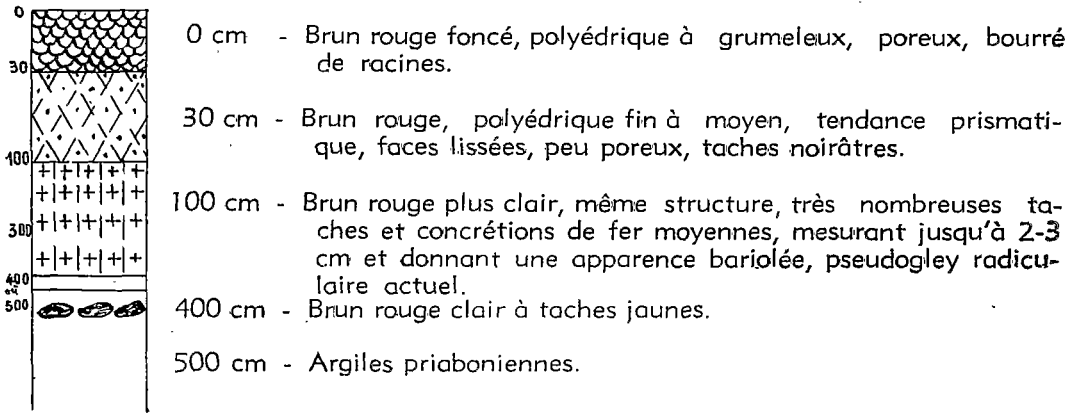 0
0 cm - Brun rouge foncé, polyédrique à grumeleux, poreux, bourré
de racines.
30
30 cm - Brun rouge, polyédrique fin à moyen, tendance prismati-
que, faces lissées, peu poreux, taches noirâtres.
100
100 cm - Brun rouge plus clair, même structure, très nombreuses ta-
ches et concrétions de fer moyennes, mesurant jusqu'à 2-3
300
cm et donnant une apparence bariolée, pseudogley radicu-
laire actuel.
400
400 cm - Brun rouge clair à taches jaunes.
500
500 cm - Argiles priaboniennes.